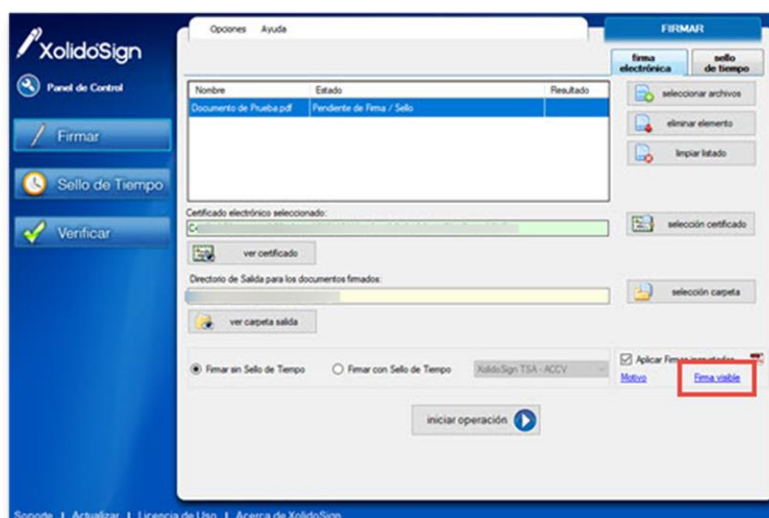 XolidoSign
Panel de Control
Firmar
Sello de Tiempo
Verificar
Opciones Ayuda
FIRMAR
firma electrónica
sello de tiempo
Nombre Estado Resultado
Documento de Prueba.pdf Pendiente de Firma / Sello
seleccionar archivos
eliminar elemento
limpiar listado
Certificado electrónico seleccionado:
selección certificado
ver certificado
Directorio de Salida para los documentos firmados:
selección carpeta
ver carpeta salida
Firmar sin Sello de Tiempo Firmar con Sello de Tiempo XolidoSign TSA - ACCV
Aplicar Firmas
Motivo Firma visible
iniciar operación
Soporte | Actualizar | Licencia de Uso | Acerca de XolidoSign